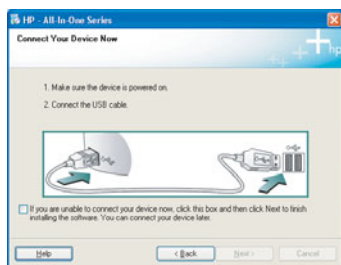 HP - All-In-One Series
Connect Your Device Now
hp
1. Make sure the device is powered on.
2. Connect the USB cable.
If you are unable to connect your device now, click this box and then click Next to finish
installing the software. You can connect your device later.
Help
< Back
Next >
Cancel